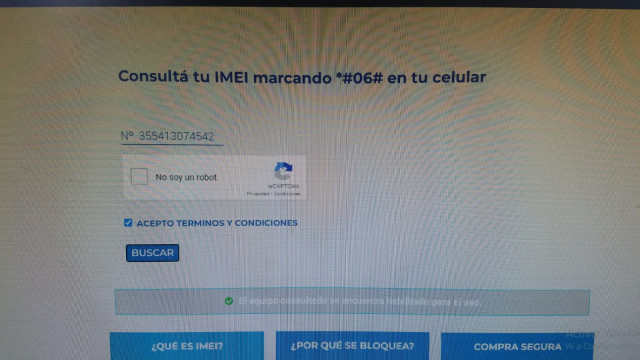 Consultá tu IMEI marcando *#06# en tu celular
Nº 355413074542
No soy un robot
reCAPTCHA
Privacidad - Condiciones
ACEPTO TERMINOS Y CONDICIONES
BUSCAR
El equipo consultado se encuentra habilitado para el uso.
¿QUÉ ES IMEI?
¿POR QUÉ SE BLOQUEA?
COMPRA SEGURA